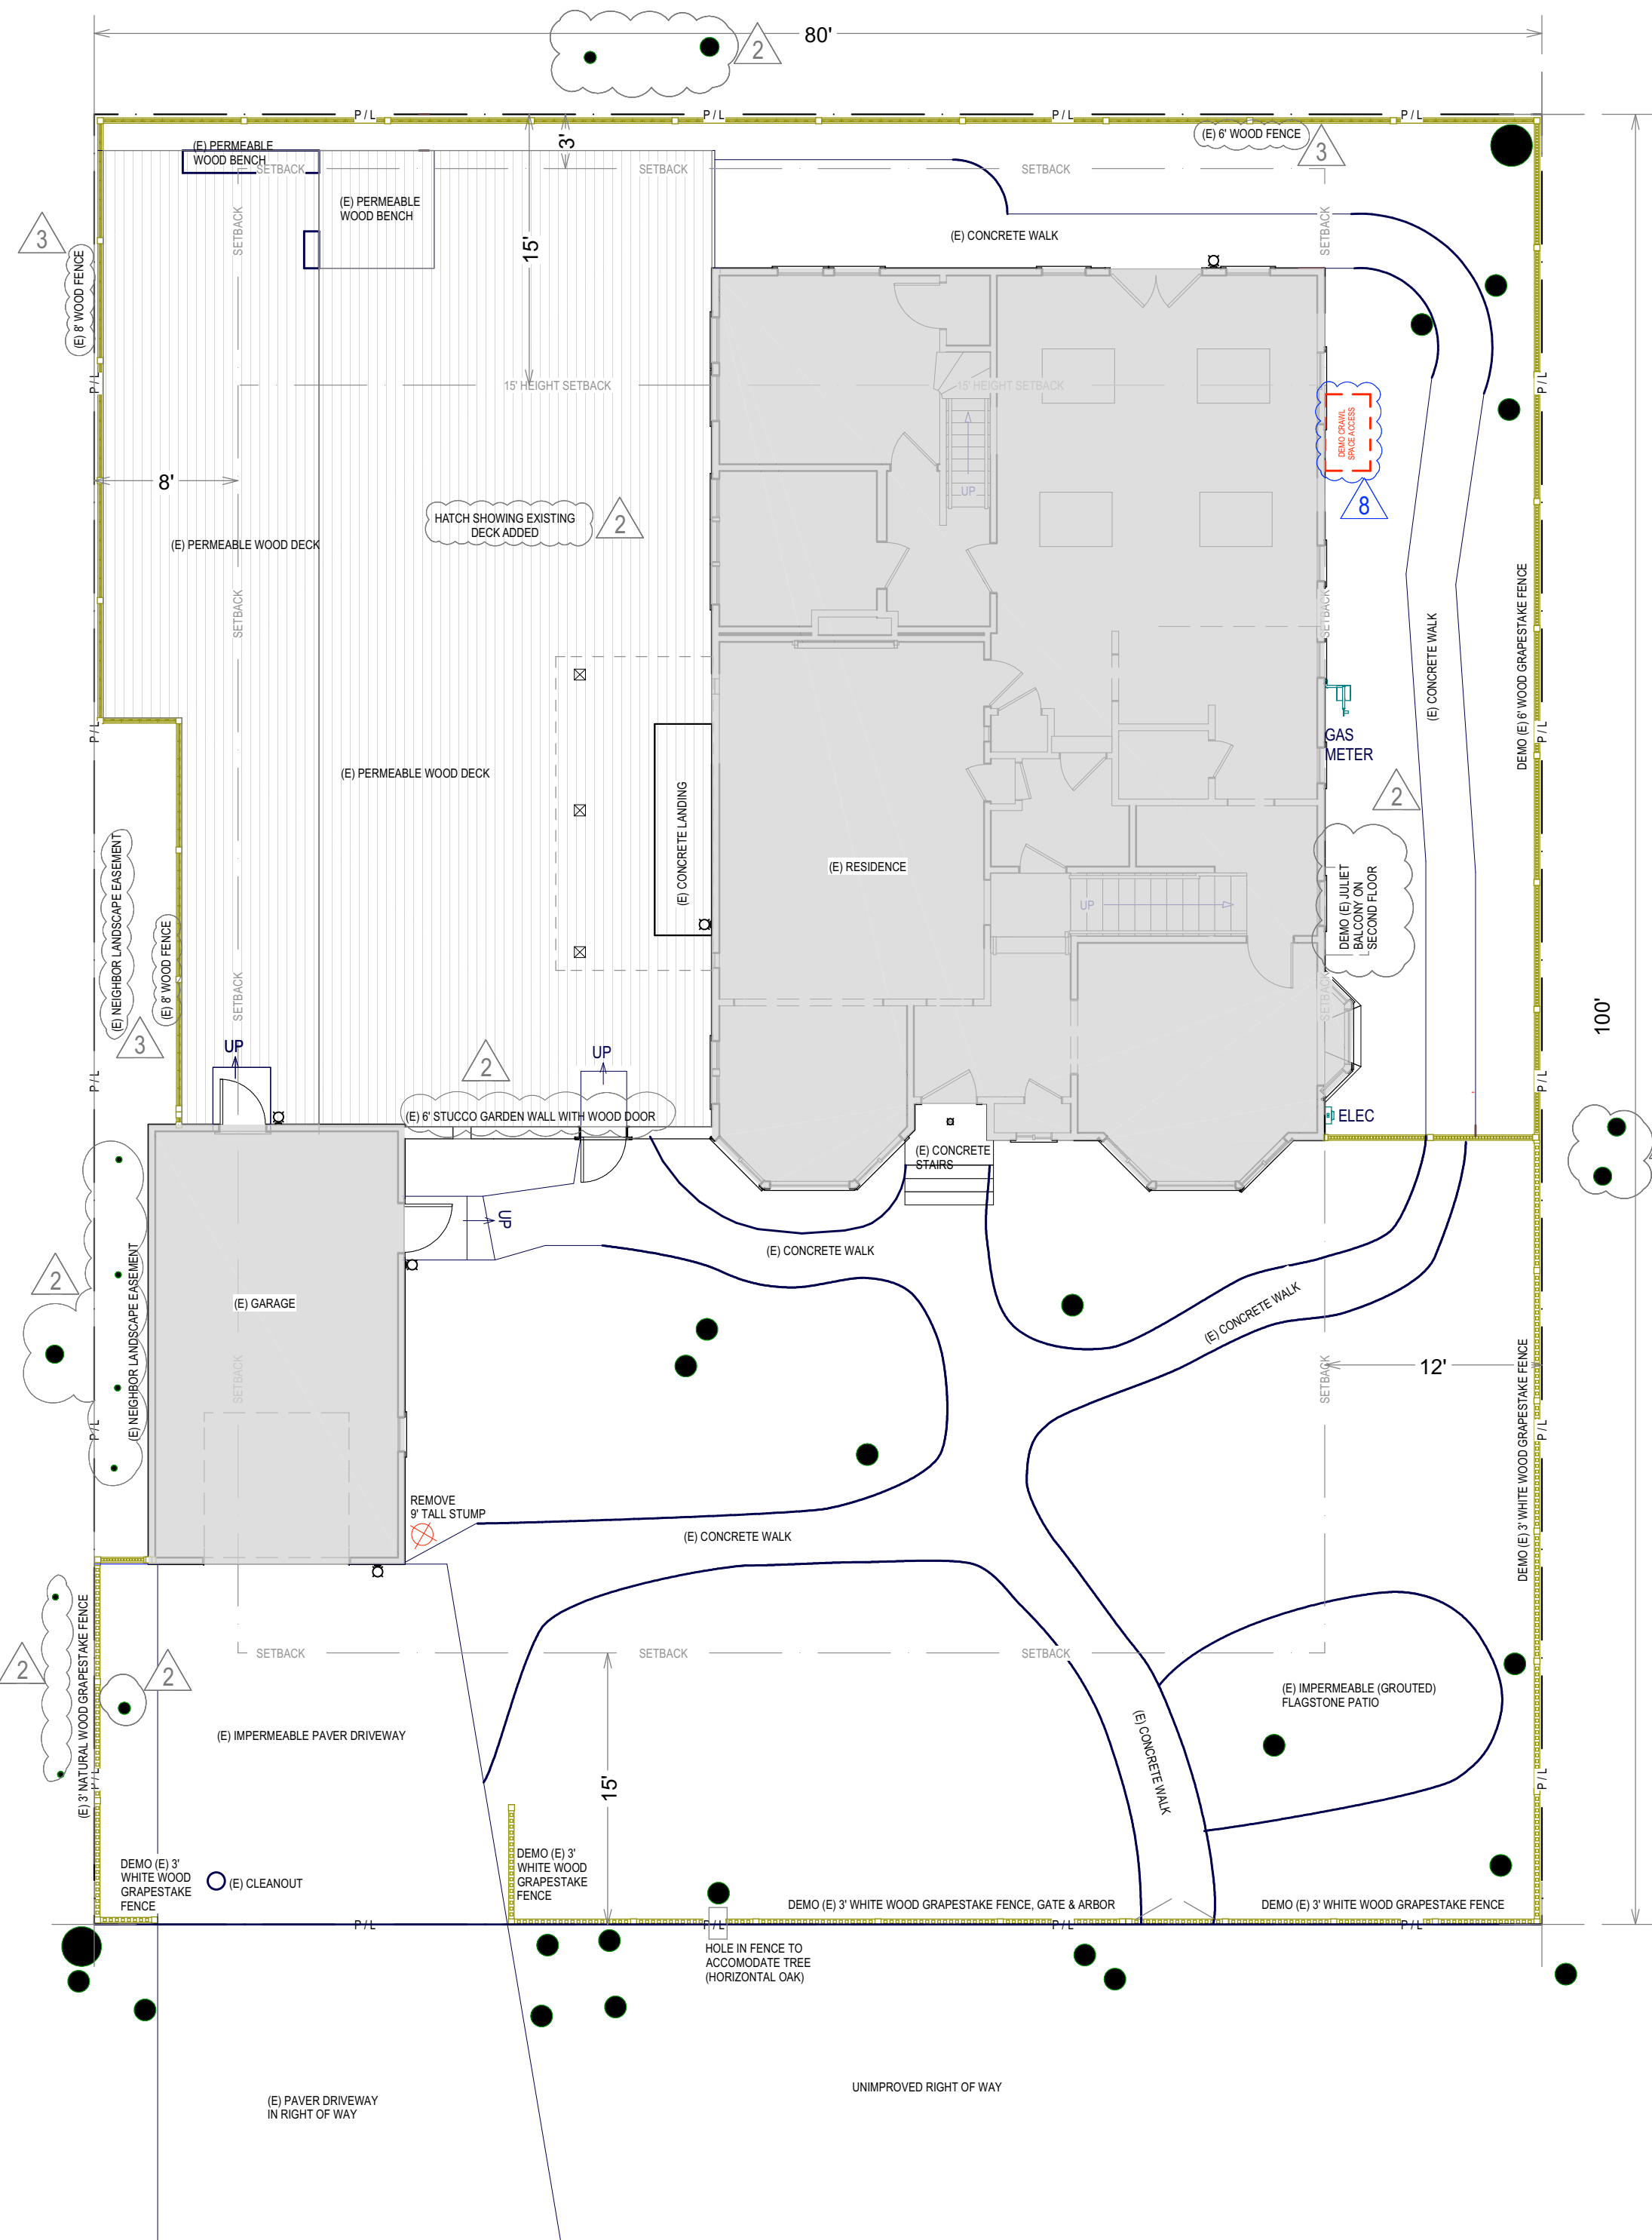 80'
2
P / L
P / L
P / L
P / L
(E) 6' WOOD FENCE
3
3'
(E) PERMEABLE
WOOD BENCH
SETBACK
SETBACK
SETBACK
(E) PERMEABLE
WOOD BENCH
SETBACK
SETBACK
3
(E) 8' WOOD FENCE
15'
(E) CONCRETE WALK
P / L
15' HEIGHT SETBACK
15' HEIGHT SETBACK
P / L
DEMO CRAWL
SPACE ACCESS
8
8'
UP
HATCH SHOWING EXISTING
DECK ADDED
2
(E) PERMEABLE WOOD DECK
SETBACK
SETBACK
(E) CONCRETE WALK
DEMO (E) 6' WOOD GRAPESTAKE FENCE
P / L
GAS
METER
P / L
(E) PERMEABLE WOOD DECK
2
(E) CONCRETE LANDING
(E) RESIDENCE
(E) NEIGHBOR LANDSCAPE EASEMENT
(E) 8' WOOD FENCE
SETBACK
UP
DEMO (E) JULIET
BALCONY ON
SECOND FLOOR
SETBACK
100'
3
UP
UP
2
P / L
P / L
(E) 6' STUCCO GARDEN WALL WITH WOOD DOOR
ELEC
(E) CONCRETE
STAIRS
UP
(E) CONCRETE WALK
2
(E) NEIGHBOR LANDSCAPE EASEMENT
(E) GARAGE
(E) CONCRETE WALK
SETBACK
SETBACK
12'
DEMO (E) 3' WHITE WOOD GRAPESTAKE FENCE
P / L
P / L
REMOVE
9' TALL STUMP
(E) CONCRETE WALK
SETBACK
SETBACK
SETBACK
2
2
(E) 3' NATURAL WOOD GRAPESTAKE FENCE
(E) IMPERMEABLE (GROUTED)
FLAGSTONE PATIO
(E) IMPERMEABLE PAVER DRIVEWAY
(E) CONCRETE WALK
15'
P / L
P / L
DEMO (E) 3'
WHITE WOOD
GRAPESTAKE
FENCE
(E) CLEANOUT
DEMO (E) 3'
WHITE WOOD
GRAPESTAKE
FENCE
DEMO (E) 3' WHITE WOOD GRAPESTAKE FENCE, GATE & ARBOR
DEMO (E) 3' WHITE WOOD GRAPESTAKE FENCE
P / L
P / L
P / L
P / L
HOLE IN FENCE TO
ACCOMODATE TREE
(HORIZONTAL OAK)
UNIMPROVED RIGHT OF WAY
(E) PAVER DRIVEWAY
IN RIGHT OF WAY